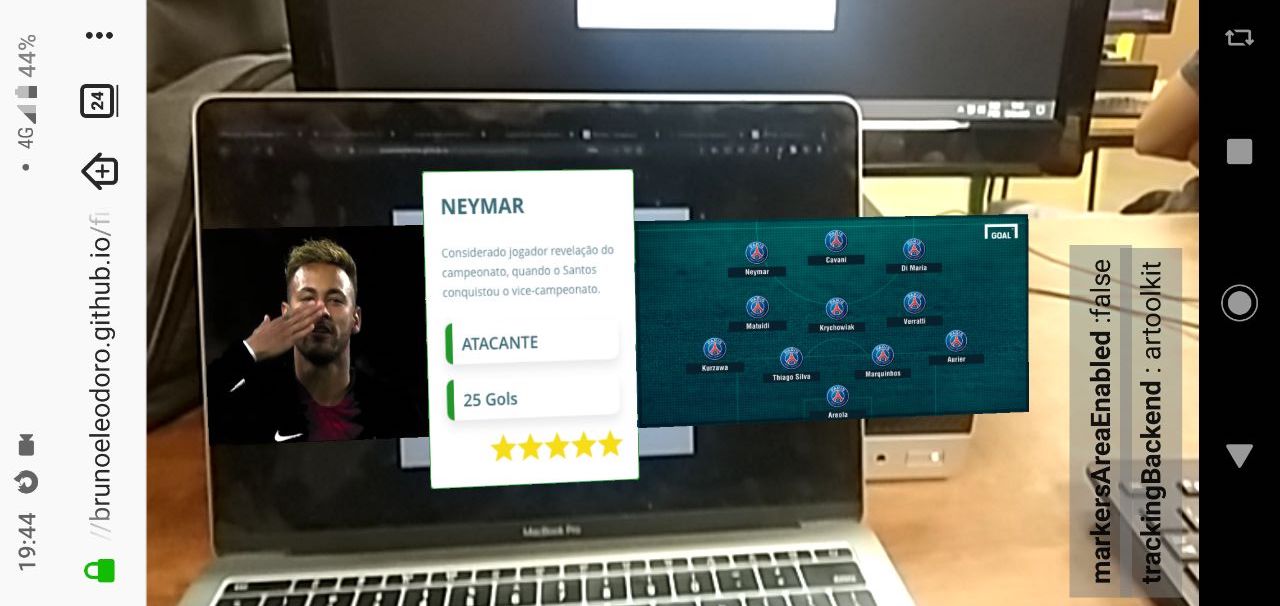 19:44
4G 44%
//brunoeleodoro.github.io/fi
24
NEYMAR
Considerado jogador revelação do
campeonato, quando o Santos
conquistou o vice-campeonato.
ATACANTE
25 Gols
GOAL
Neymar
Cavani
Di Maria
Matuidi
Krychowiak
Verratti
Kurzawa
Thiago Silva
Marquinhos
Aurier
Areola
MacBook Pro
markersAreaEnabled :false
trackingBackend : artoolkit